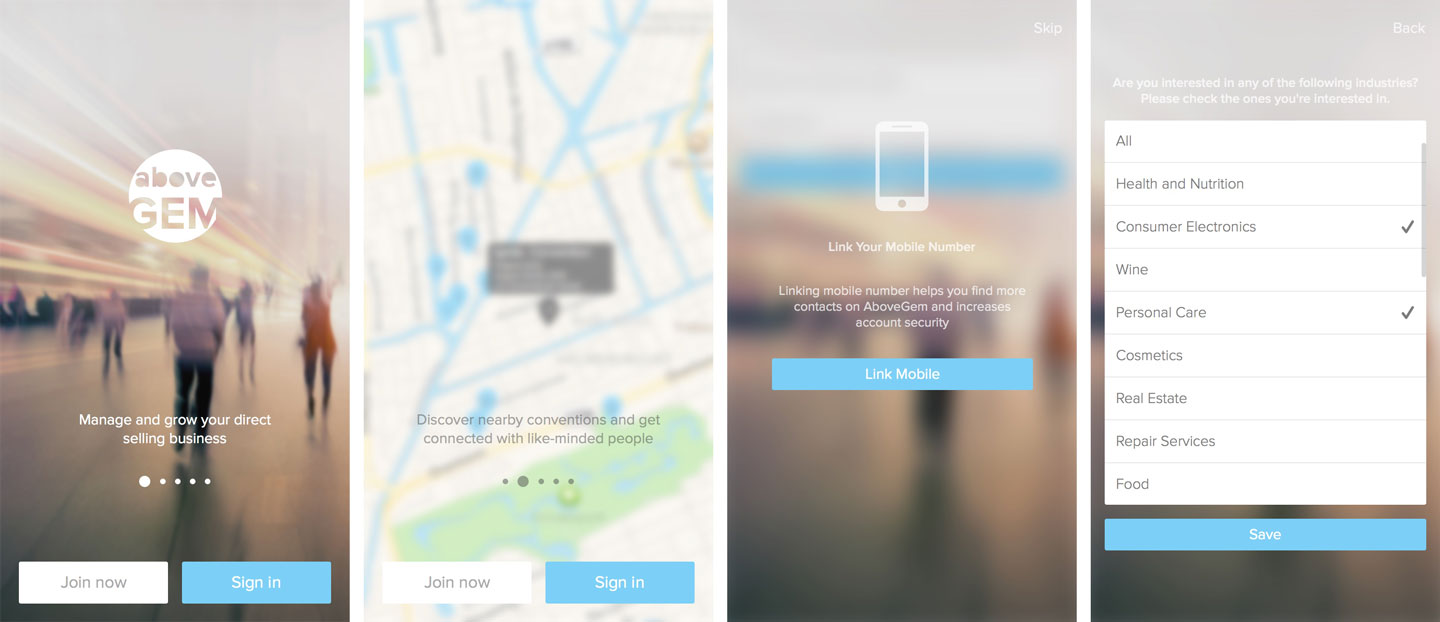 above
GEM
Manage and grow your direct
selling business
Join now
Sign in
Discover nearby conventions and get
connected with like-minded people
Join now
Sign in
Skip
Link Your Mobile Number
Linking mobile number helps you find more
contacts on AboveGem and increases
account security
Link Mobile
Back
Are you interested in any of the following industries?
Please check the ones you're interested in.
All
Health and Nutrition
Consumer Electronics
Wine
Personal Care
Cosmetics
Real Estate
Repair Services
Food
Save